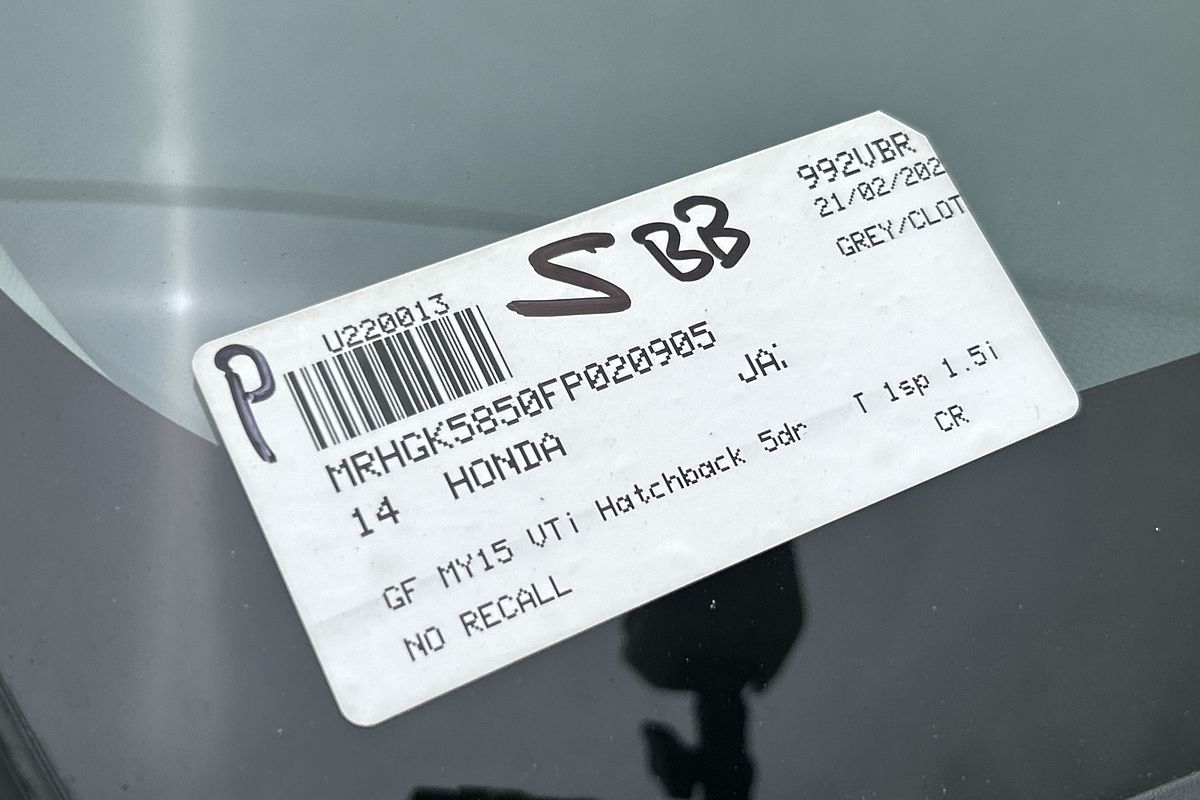 992VBR
21/02/202
GREY/CLOT
S BB
P
U220013
MRHGK5850FP020905
14 HONDA JA
GF MY15 VTi Hatchback 5dr T 1sp 1.5i
NO RECALL CR